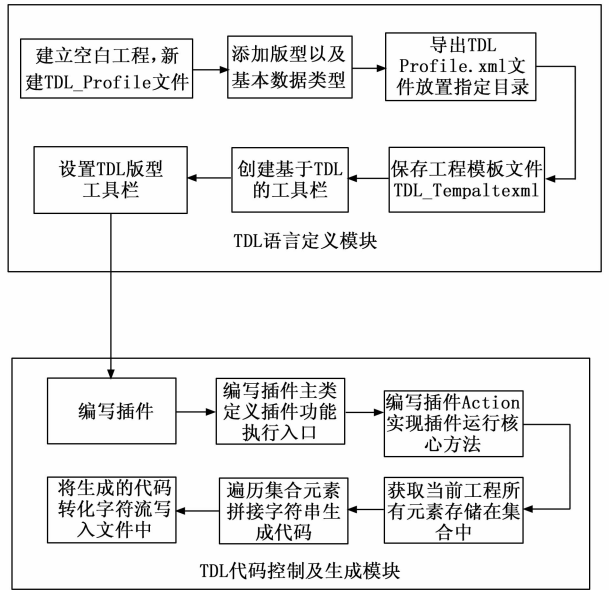 建立空白工程,新
建TDL_Profile文件
添加版型以及
基本数据类型
导出TDL
Profile.xml文
件放置指定目录
设置TDL版型
工具栏
创建基于TDL
的工具栏
保存工程模板文件
TDL_Tempaltexml
TDL语言定义模块
编写插件
编写插件主类
定义插件功能
执行入口
编写插件Action
实现插件运行核
心方法
将生成的代码
转化字符流写
入文件中
遍历集合元素
拼接字符串生
成代码
获取当前工程所
有元素存储在集
合中
TDL代码控制及生成模块